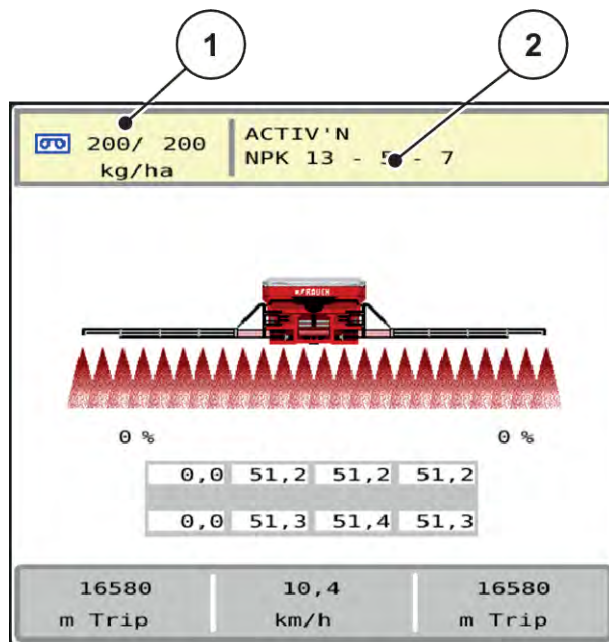 1
2
200/ 200
kg/ha
ACTIV'N
NPK 13 - 5 - 7
RAUCH
0 %
0 %
0,0 51,2 51,2 51,2
0,0 51,3 51,4 51,3
16580
m Trip
10,4
km/h
16580
m Trip